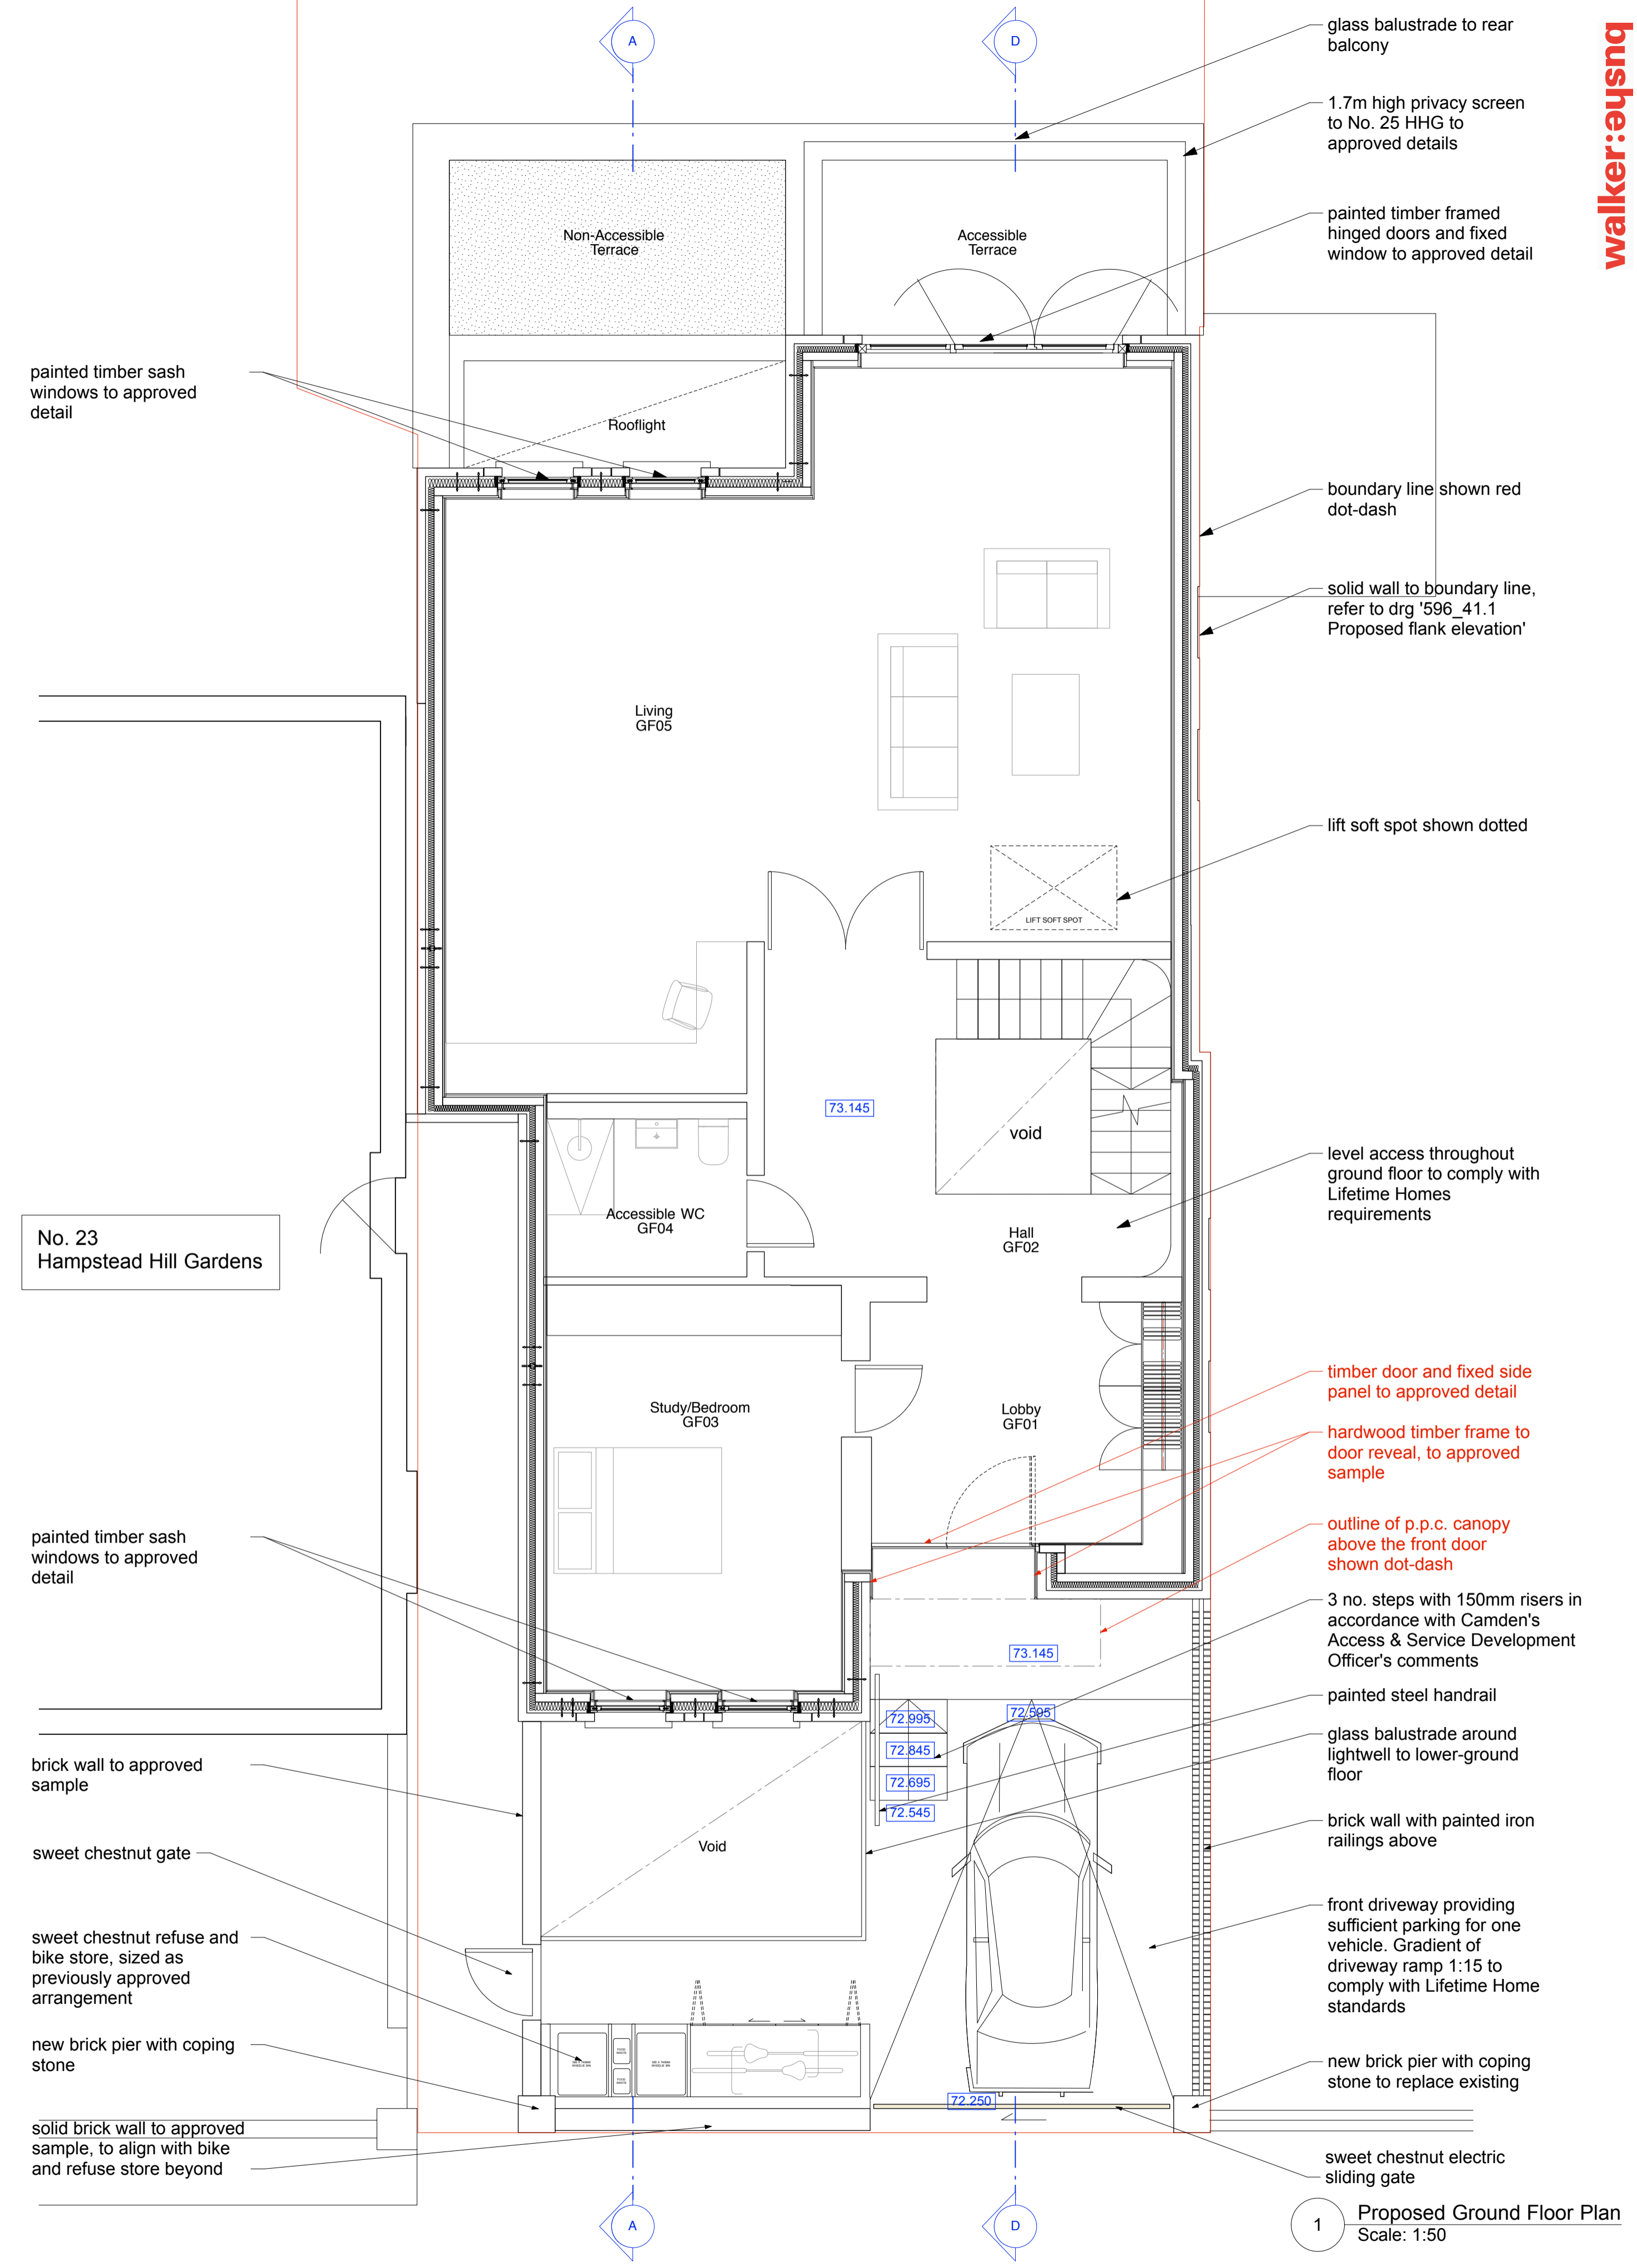 A
D
glass balustrade to rear
balcony
1.7m high privacy screen
to No. 25 HHG to
approved details
painted timber framed
hinged doors and fixed
window to approved detail
walker:bushe
Non-Accessible
Terrace
Accessible
Terrace
painted timber sash
windows to approved
detail
Rooflight
boundary line shown red
dot-dash
solid wall to boundary line,
refer to drg '596_41.1
Proposed flank elevation'
Living
GF05
lift soft spot shown dotted
LIFT SOFT SPOT
73.145
void
level access throughout
ground floor to comply with
Lifetime Homes
requirements
Accessible WC
GF04
Hall
GF02
No. 23
Hampstead Hill Gardens
timber door and fixed side
panel to approved detail
Study/Bedroom
GF03
Lobby
GF01
hardwood timber frame to
door reveal, to approved
sample
painted timber sash
windows to approved
detail
outline of p.p.c. canopy
above the front door
shown dot-dash
3 no. steps with 150mm risers in
accordance with Camden's
Access & Service Development
Officer's comments
73.145
painted steel handrail
72.995
72.595
72.845
72.695
72.545
glass balustrade around
lightwell to lower-ground
floor
brick wall to approved
sample
brick wall with painted iron
railings above
Void
sweet chestnut gate
front driveway providing
sufficient parking for one
vehicle. Gradient of
driveway ramp 1:15 to
comply with Lifetime Home
standards
sweet chestnut refuse and
bike store, sized as
previously approved
arrangement
new brick pier with coping
stone
new brick pier with coping
stone to replace existing
72.250
solid brick wall to approved
sample, to align with bike
and refuse store beyond
sweet chestnut electric
sliding gate
A
D
1
Proposed Ground Floor Plan
Scale: 1:50